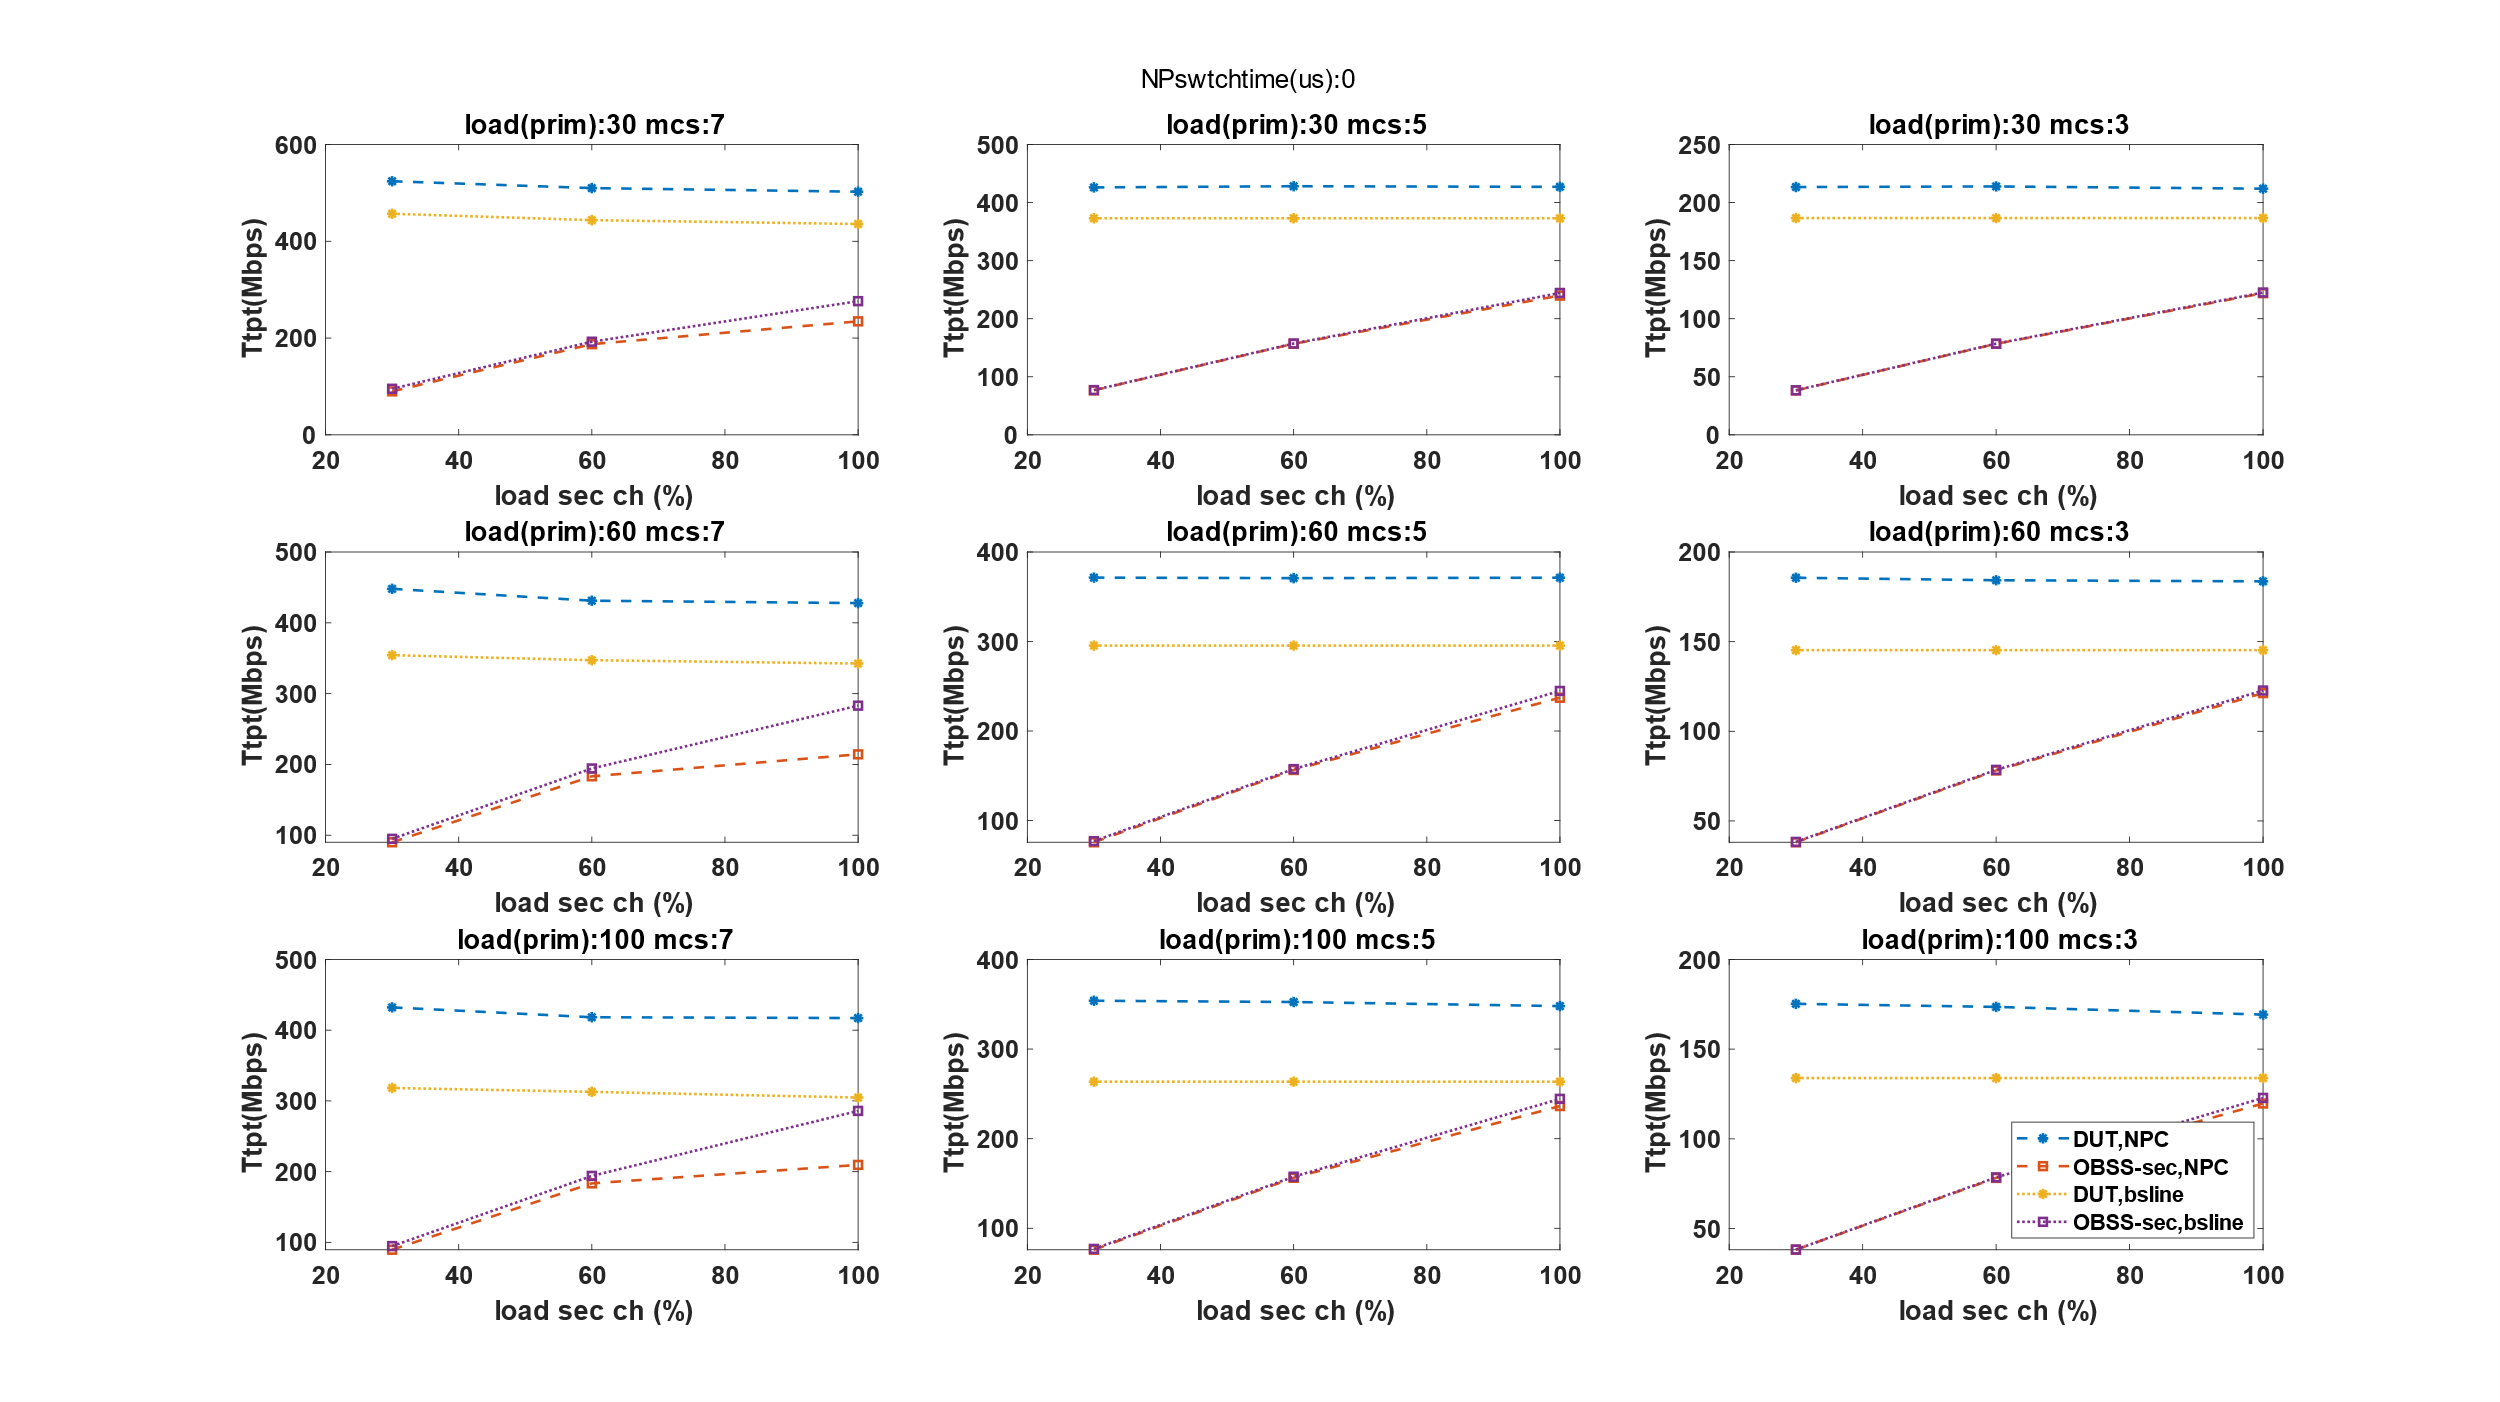 NPswtchtime(us):0
load(prim):30 mcs:7
600
400
200
0
Ttpt(Mbps)
20 40 60 80 100
load sec ch (%)
load(prim):30 mcs:5
500
400
300
200
100
0
Ttpt(Mbps)
20 40 60 80 100
load sec ch (%)
load(prim):30 mcs:3
250
200
150
100
50
0
Ttpt(Mbps)
20 40 60 80 100
load sec ch (%)
load(prim):60 mcs:7
500
400
300
200
100
Ttpt(Mbps)
20 40 60 80 100
load sec ch (%)
load(prim):60 mcs:5
400
300
200
100
Ttpt(Mbps)
20 40 60 80 100
load sec ch (%)
load(prim):60 mcs:3
200
150
100
50
Ttpt(Mbps)
20 40 60 80 100
load sec ch (%)
load(prim):100 mcs:7
500
400
300
200
100
Ttpt(Mbps)
20 40 60 80 100
load sec ch (%)
load(prim):100 mcs:5
400
300
200
100
Ttpt(Mbps)
20 40 60 80 100
load sec ch (%)
load(prim):100 mcs:3
200
150
100
50
Ttpt(Mbps)
20 40 60 80 100
load sec ch (%)
DUT,NPC
OBSS-sec,NPC
DUT,bsline
OBSS-sec,bsline